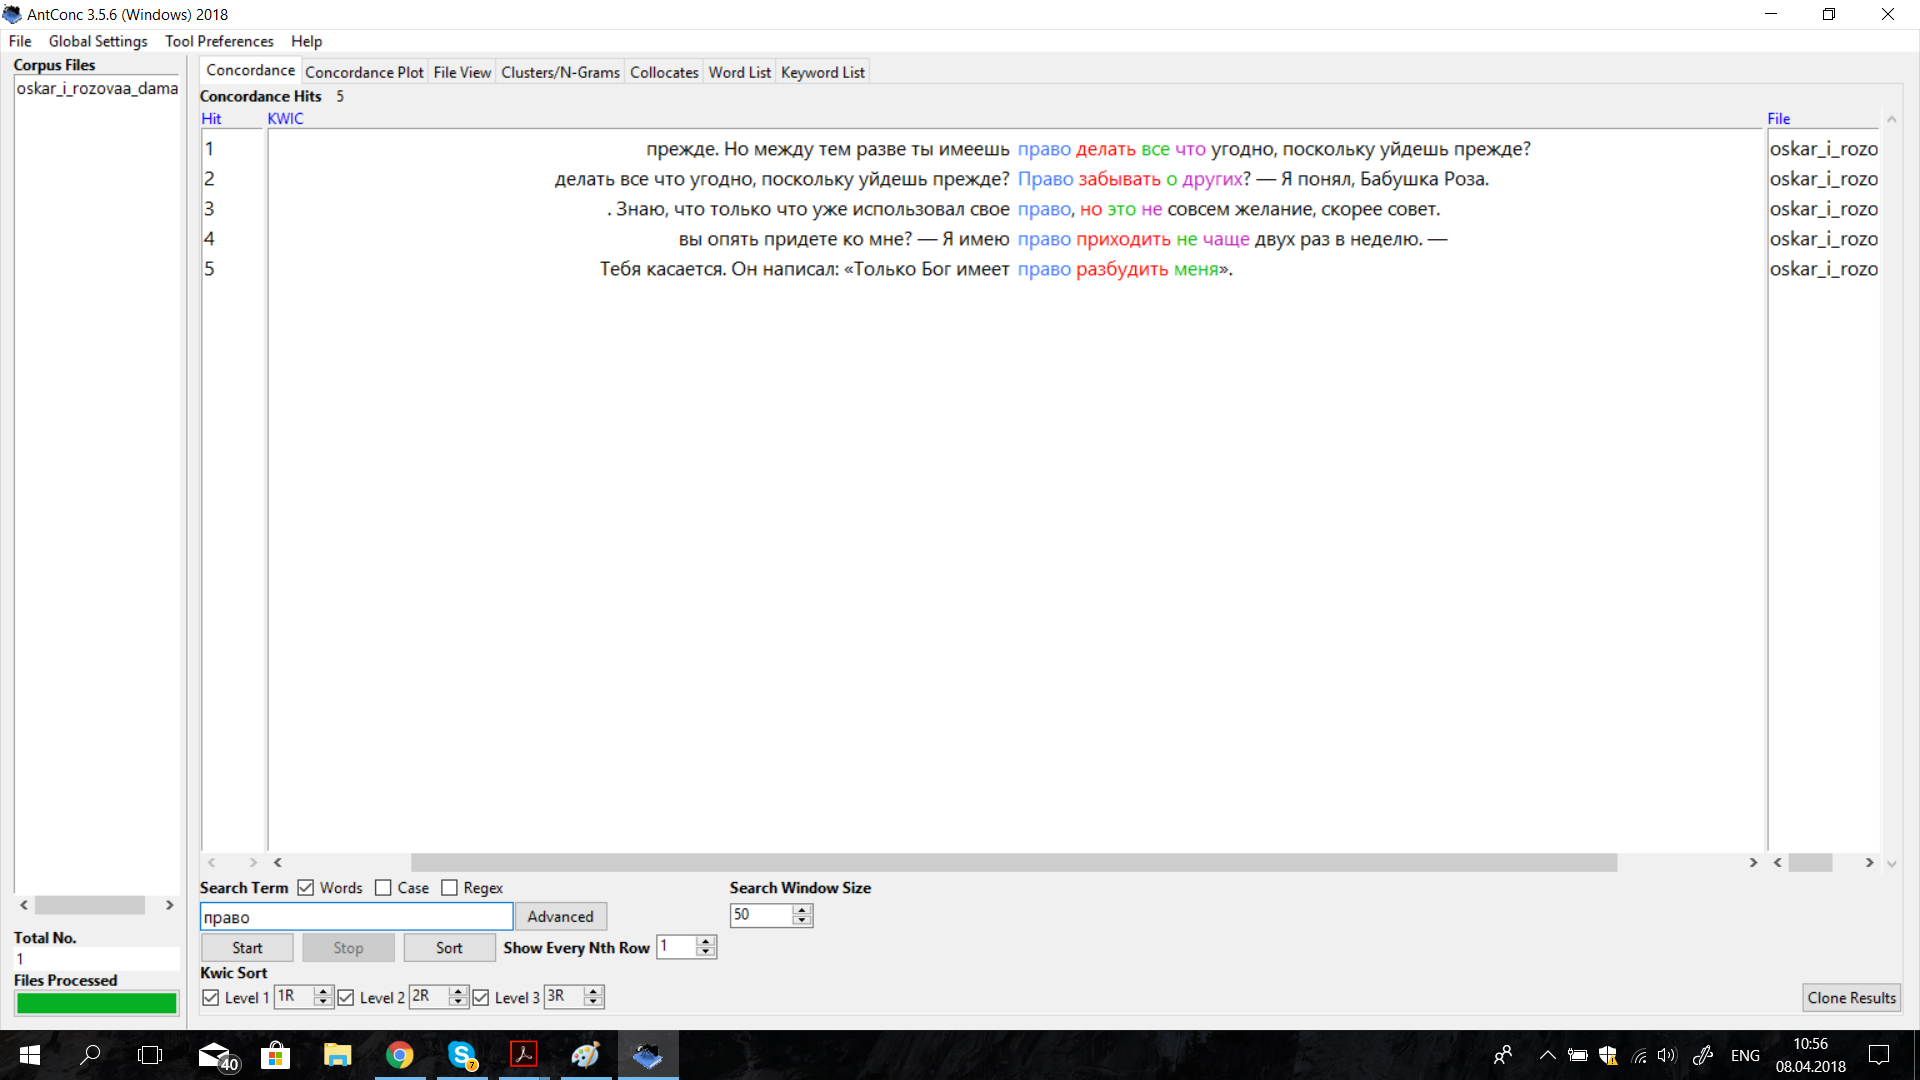 AntConc 3.5.6 (Windows) 2018
File Global Settings Tool Preferences Help
Corpus Files
oskar_i_rozovaa_dama
Concordance Concordance Plot File View Clusters/N-Grams Collocates Word List Keyword List
Concordance Hits 5
Hit KWIC File
1 прежде. Но между тем разве ты имеешь право делать все что угодно, поскольку уйдешь прежде? oskar_i_rozo
2 делать все что угодно, поскольку уйдешь прежде? Право забывать о других? — Я понял, Бабушка Роза. oskar_i_rozo
3 . Знаю, что только что уже использовал свое право, но это не совсем желание, скорее совет. oskar_i_rozo
4 вы опять придете ко мне? — Я имею право приходить не чаще двух раз в неделю. — oskar_i_rozo
5 Тебя касается. Он написал: «Только Бог имеет право разбудить меня». oskar_i_rozo
Search Term Words Case Regex Search Window Size
право Advanced 50
Start Stop Sort Show Every Nth Row 1
Total No.
1
Files Processed
Kwic Sort
Level 1 1R Level 2 2R Level 3 3R Clone Results
40 7 ENG 10:56
08.04.2018